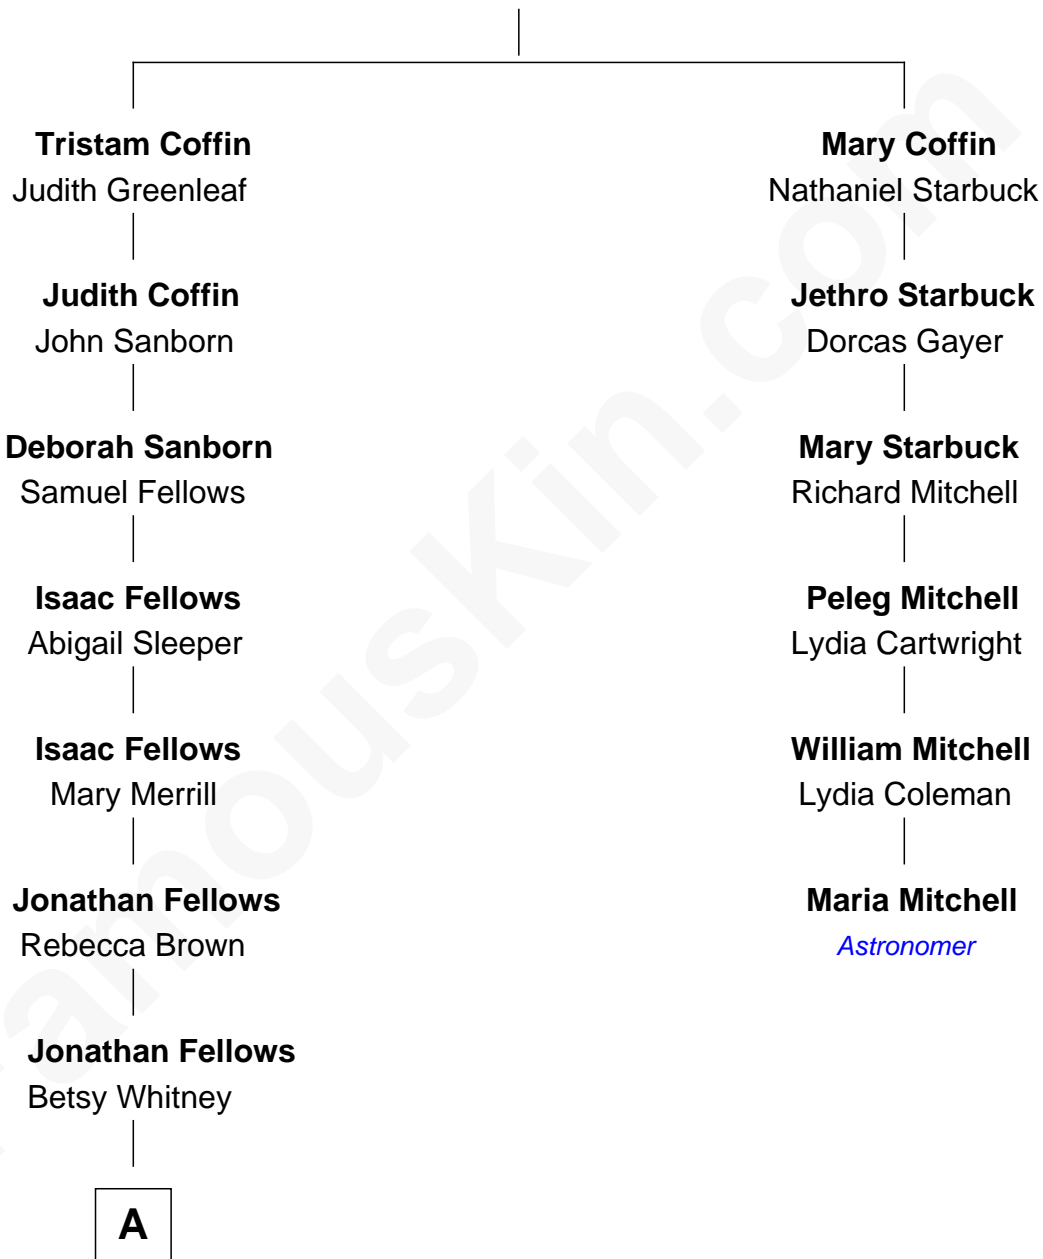 Tristam Coffin
Judith Greenleaf
Mary Coffin
Nathaniel Starbuck
Judith Coffin
John Sanborn
Jethro Starbuck
Dorcas Gayer
Deborah Sanborn
Samuel Fellows
Mary Starbuck
Richard Mitchell
Isaac Fellows
Abigail Sleeper
Peleg Mitchell
Lydia Cartwright
Isaac Fellows
Mary Merrill
William Mitchell
Lydia Coleman
Jonathan Fellows
Rebecca Brown
Maria Mitchell
Astronomer
Jonathan Fellows
Betsy Whitney
A
FamousKin.com